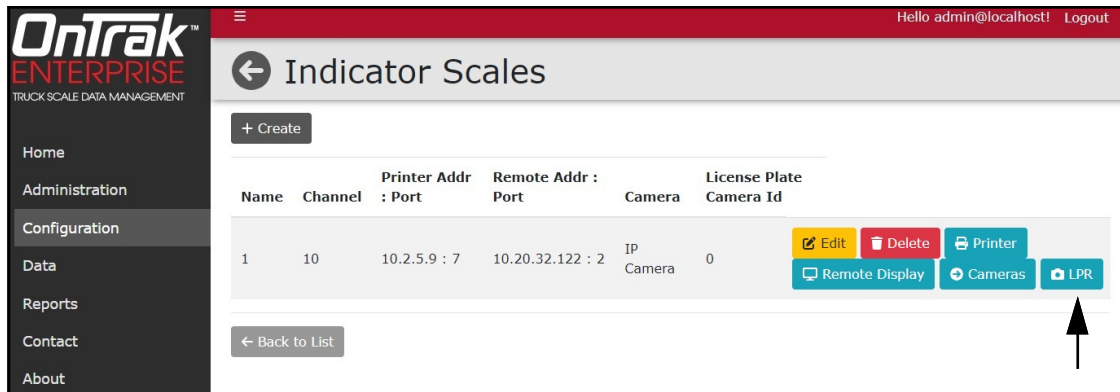 OnTrak™
ENTERPRISE
TRUCK SCALE DATA MANAGEMENT
Home
Administration
Configuration
Data
Reports
Contact
About
Hello admin@localhost! Logout
Indicator Scales
+ Create
Name Channel Printer Addr : Port Remote Addr : Port Camera License Plate Camera Id
1 10 10.2.5.9 : 7 10.20.32.122 : 2 IP Camera 0
Edit Delete Printer
Remote Display Cameras LPR
← Back to List